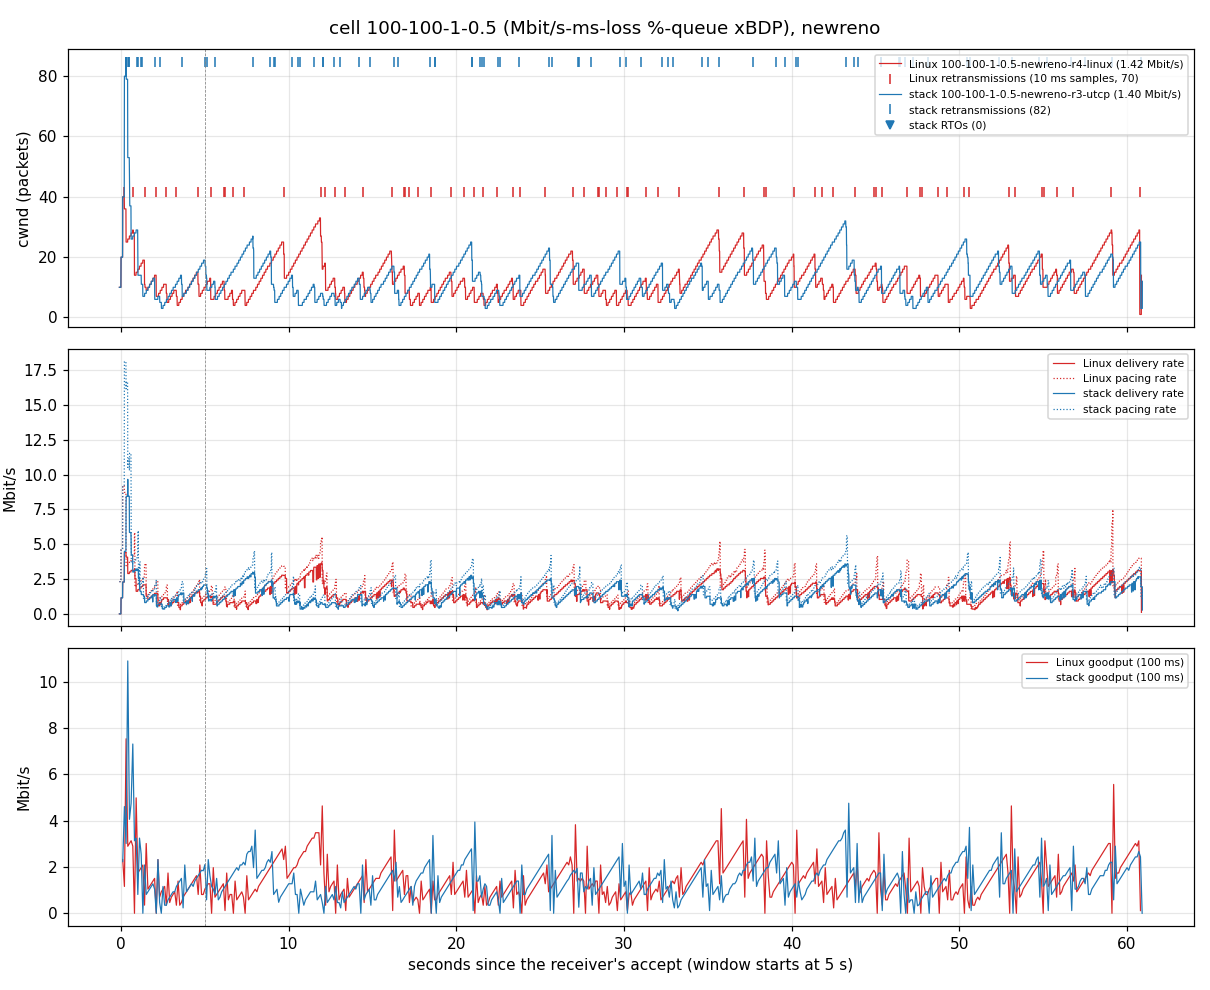 cell 100-100-1-0.5 (Mbit/s-ms-loss %-queue xBDP), newreno
80
60
40
20
0
cwnd (packets)
Linux 100-100-1-0.5-newreno-r4-linux (1.42 Mbit/s)
Linux retransmissions (10 ms samples, 70)
stack 100-100-1-0.5-newreno-r3-utcp (1.40 Mbit/s)
stack retransmissions (82)
stack RTOs (0)
17.5
15.0
12.5
10.0
7.5
5.0
2.5
0.0
Mbit/s
Linux delivery rate
Linux pacing rate
stack delivery rate
stack pacing rate
10
8
6
4
2
0
Mbit/s
Linux goodput (100 ms)
stack goodput (100 ms)
0 10 20 30 40 50 60
seconds since the receiver's accept (window starts at 5 s)